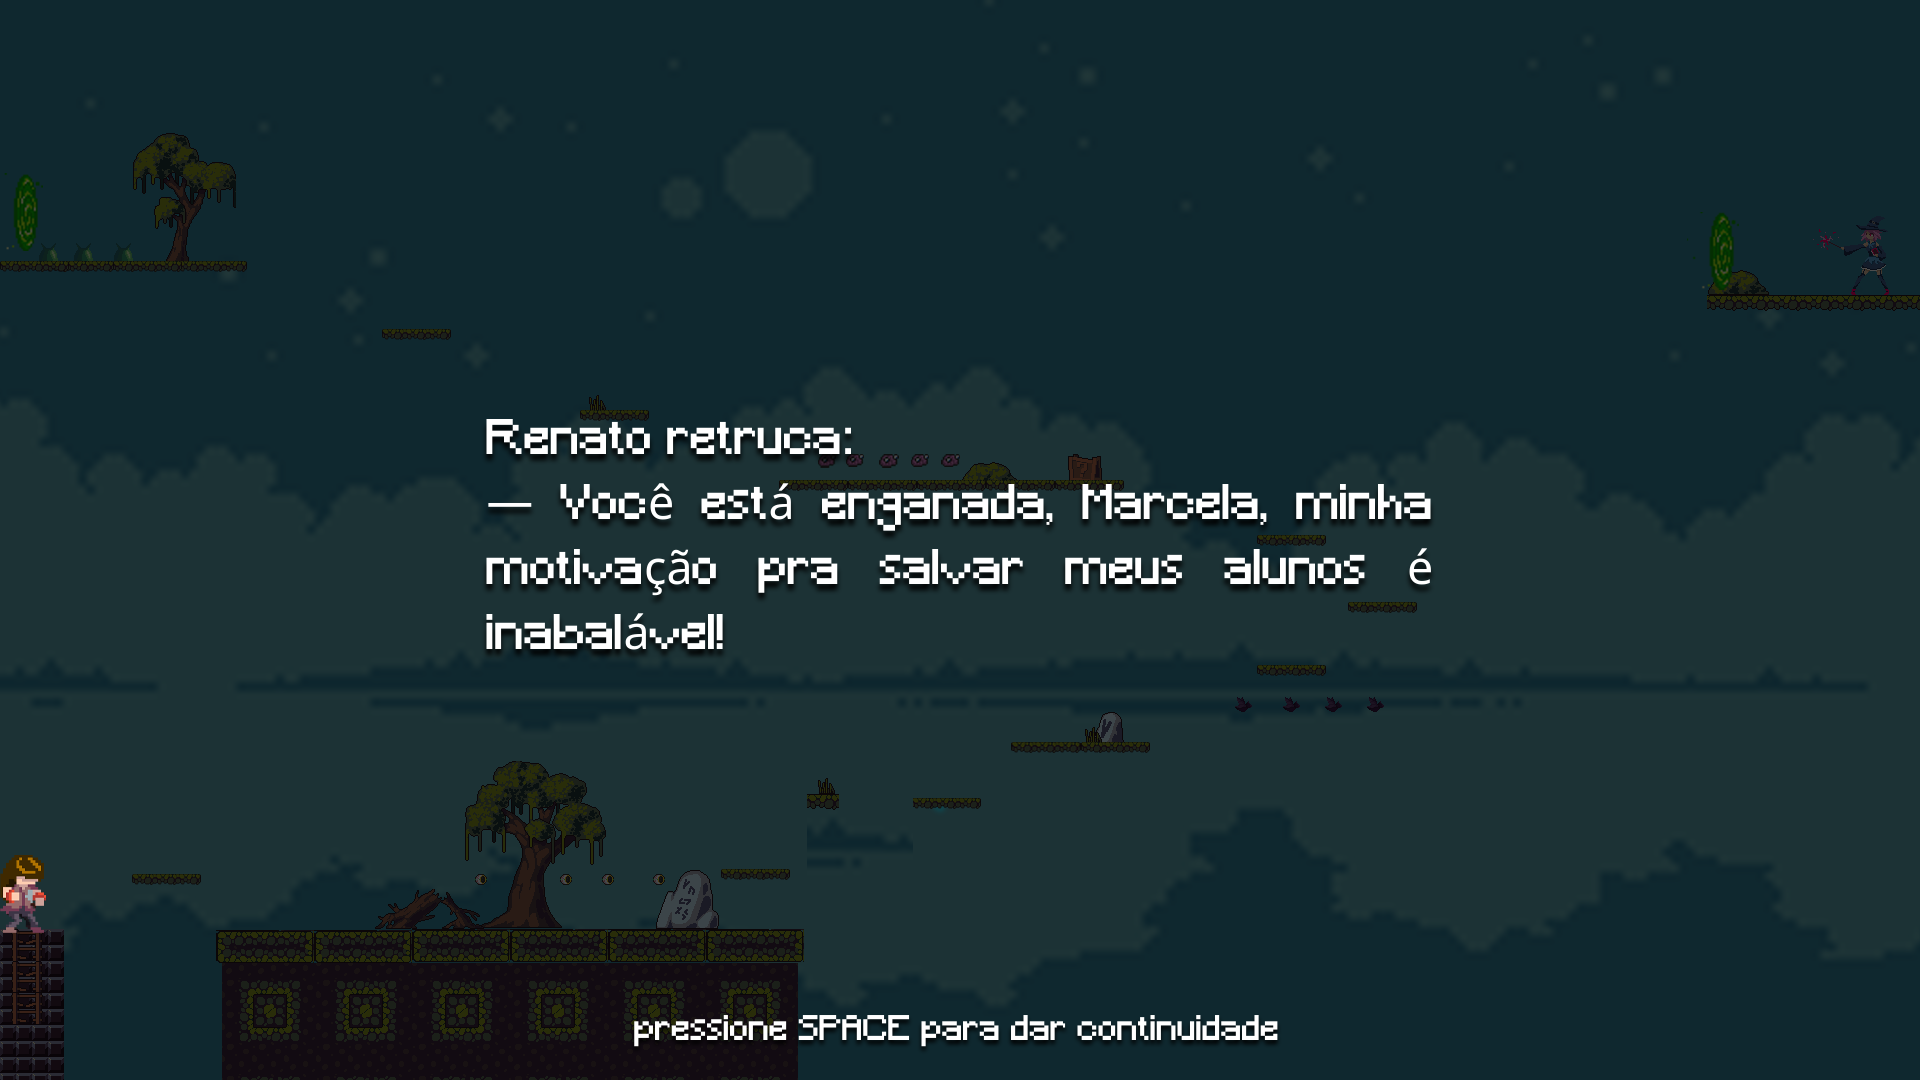 Renato retruca:
— Você está enganada, Marcela, minha
motivação pra salvar meus alunos é
inabalável!
pressione SPACE para dar continuidade